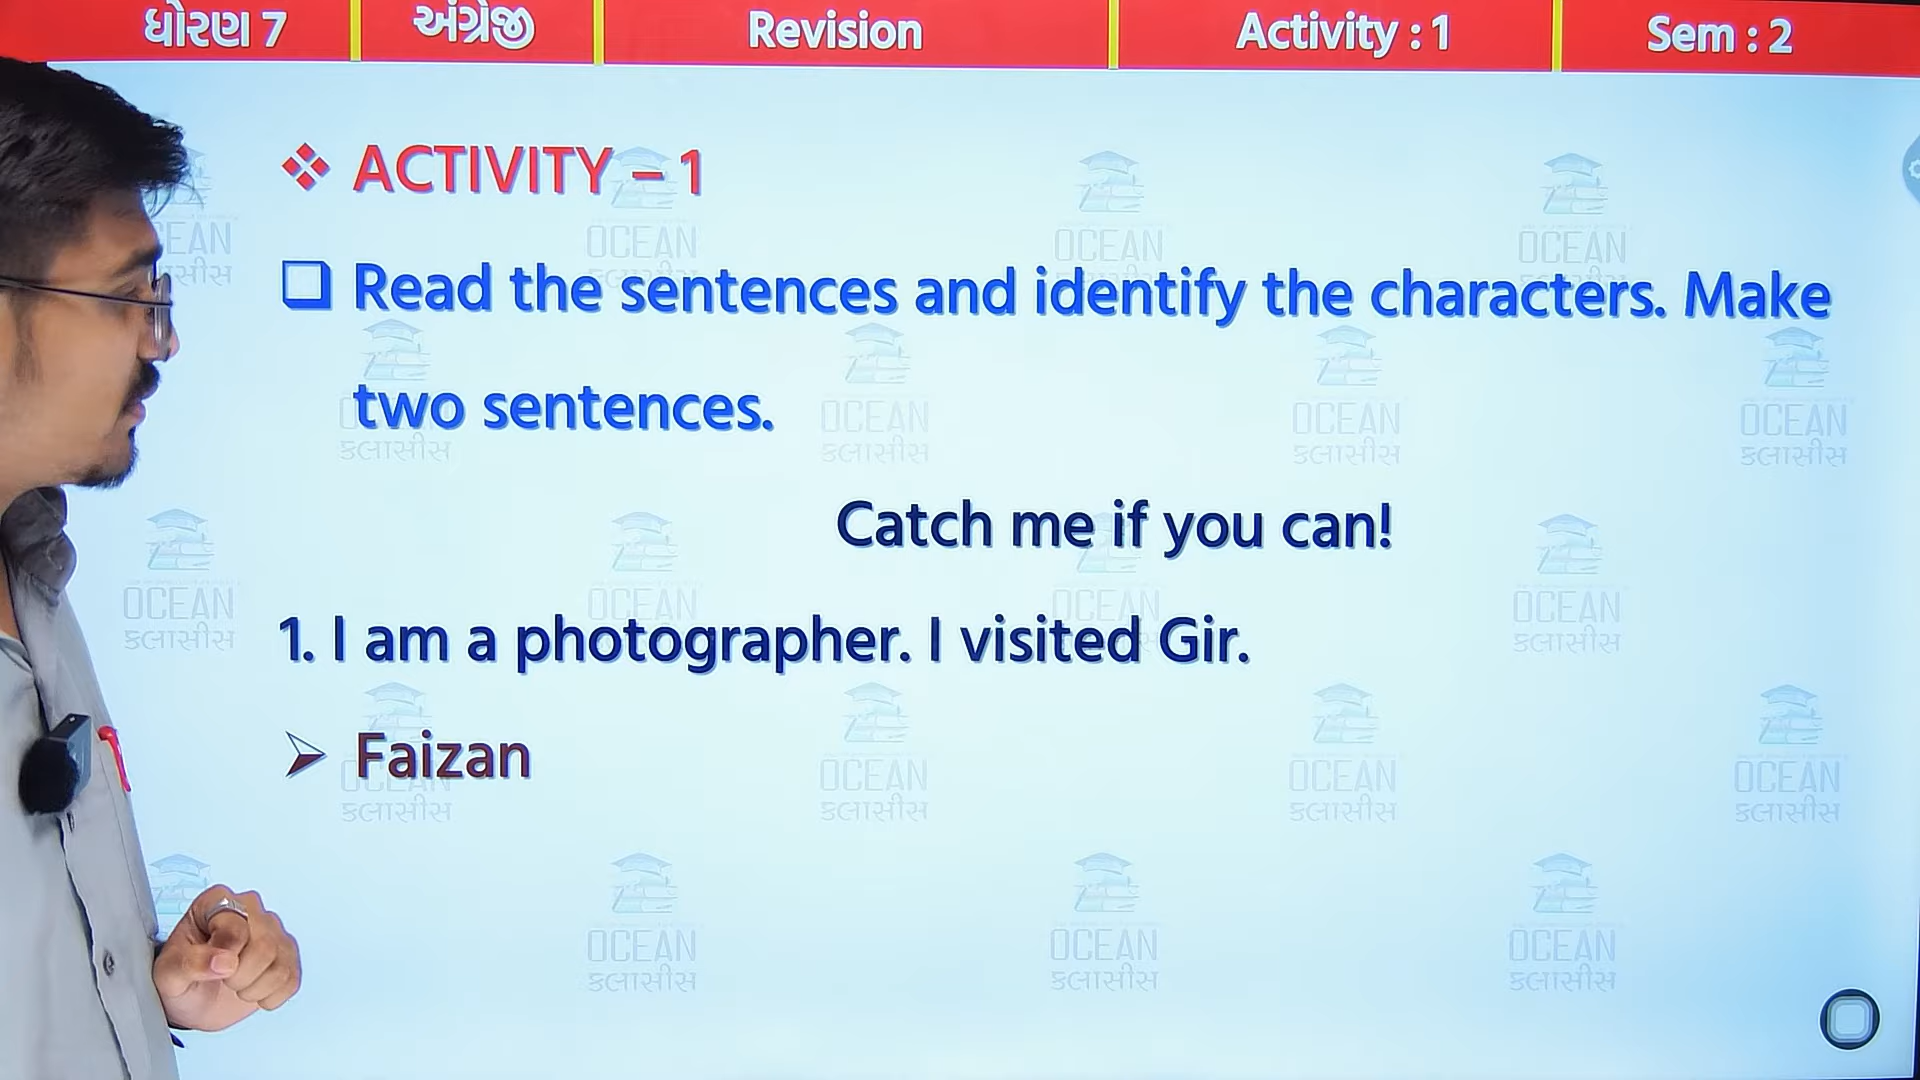 ધોરણ 7
અંગ્રેજી
Revision
Activity : 1
Sem : 2
❖ ACTIVITY – 1
❑ Read the sentences and identify the characters. Make
two sentences.
Catch me if you can!
1. I am a photographer. I visited Gir.
➢ Faizan
OCEAN
ક્લાસીસ